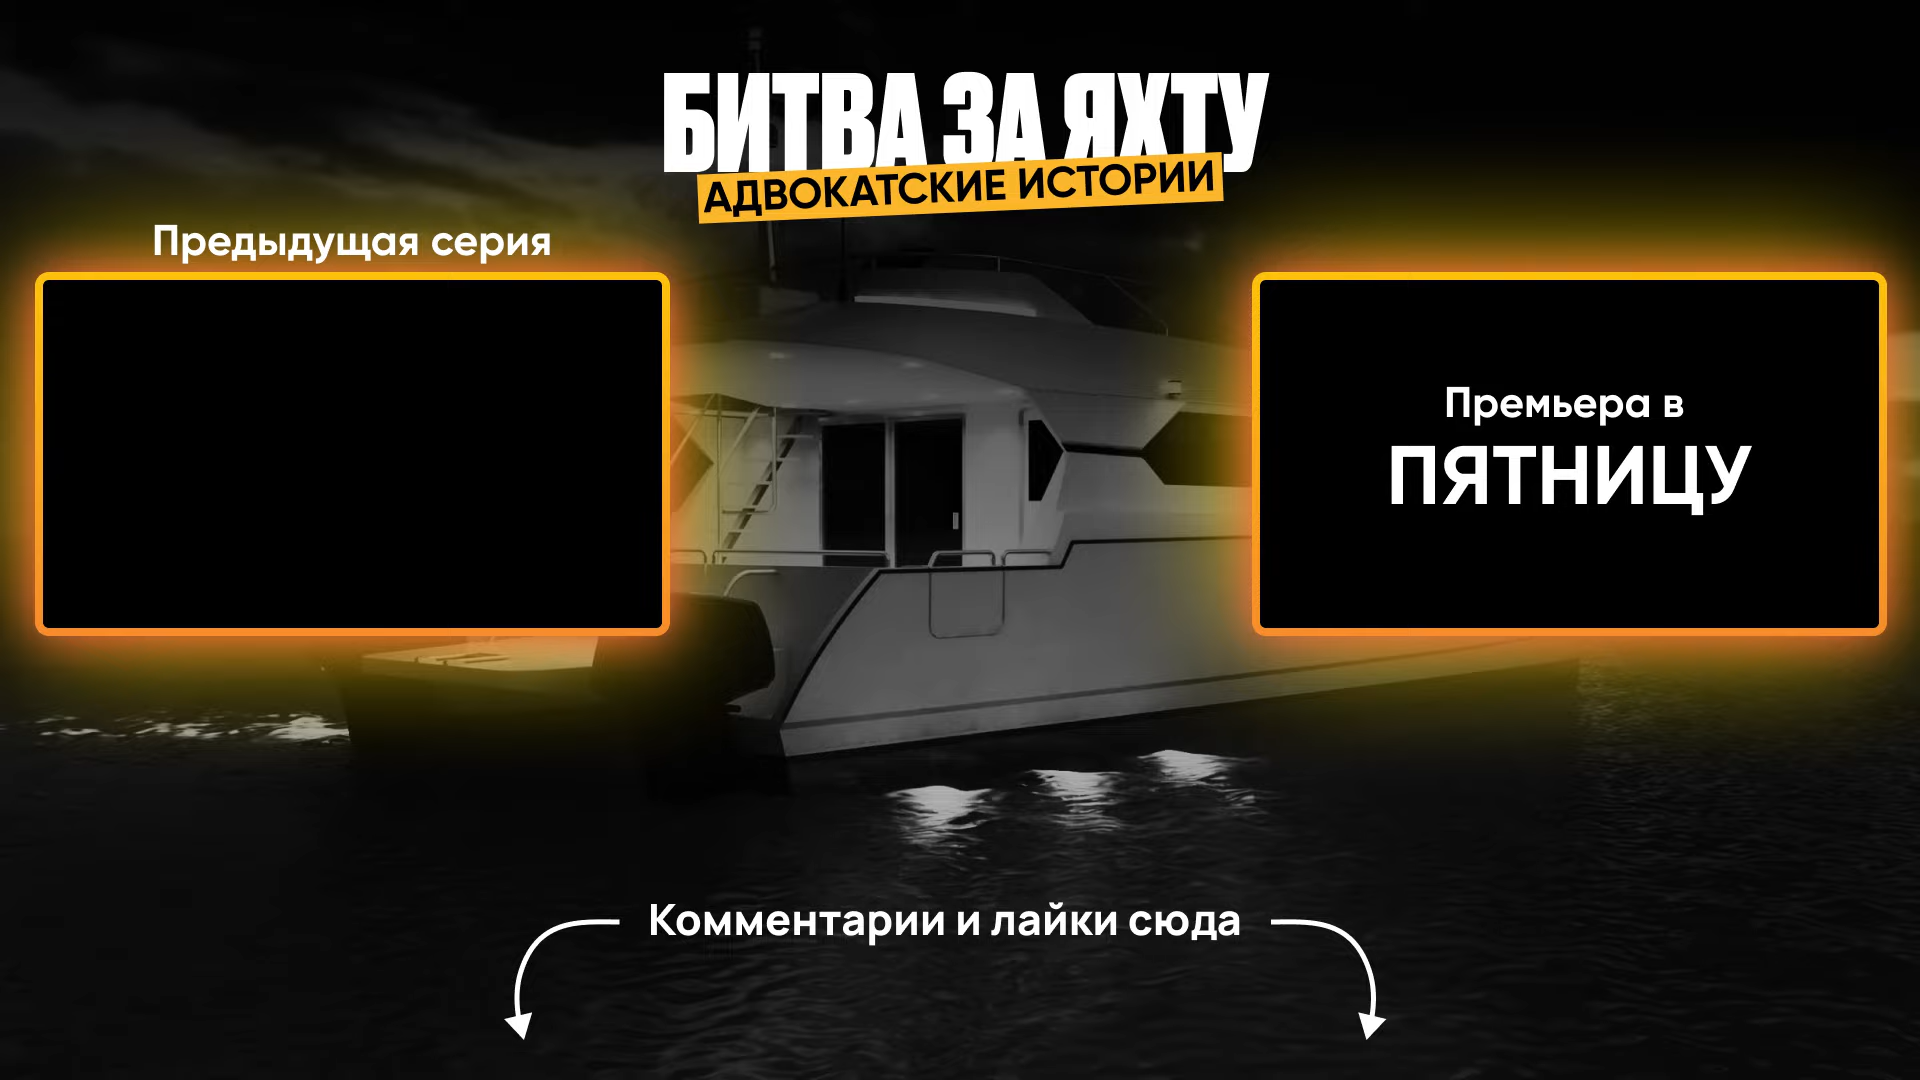 БИТВА ЗА ЯХТУ
АДВОКАТСКИЕ ИСТОРИИ
Предыдущая серия
Премьера в
ПЯТНИЦУ
Комментарии и лайки сюда